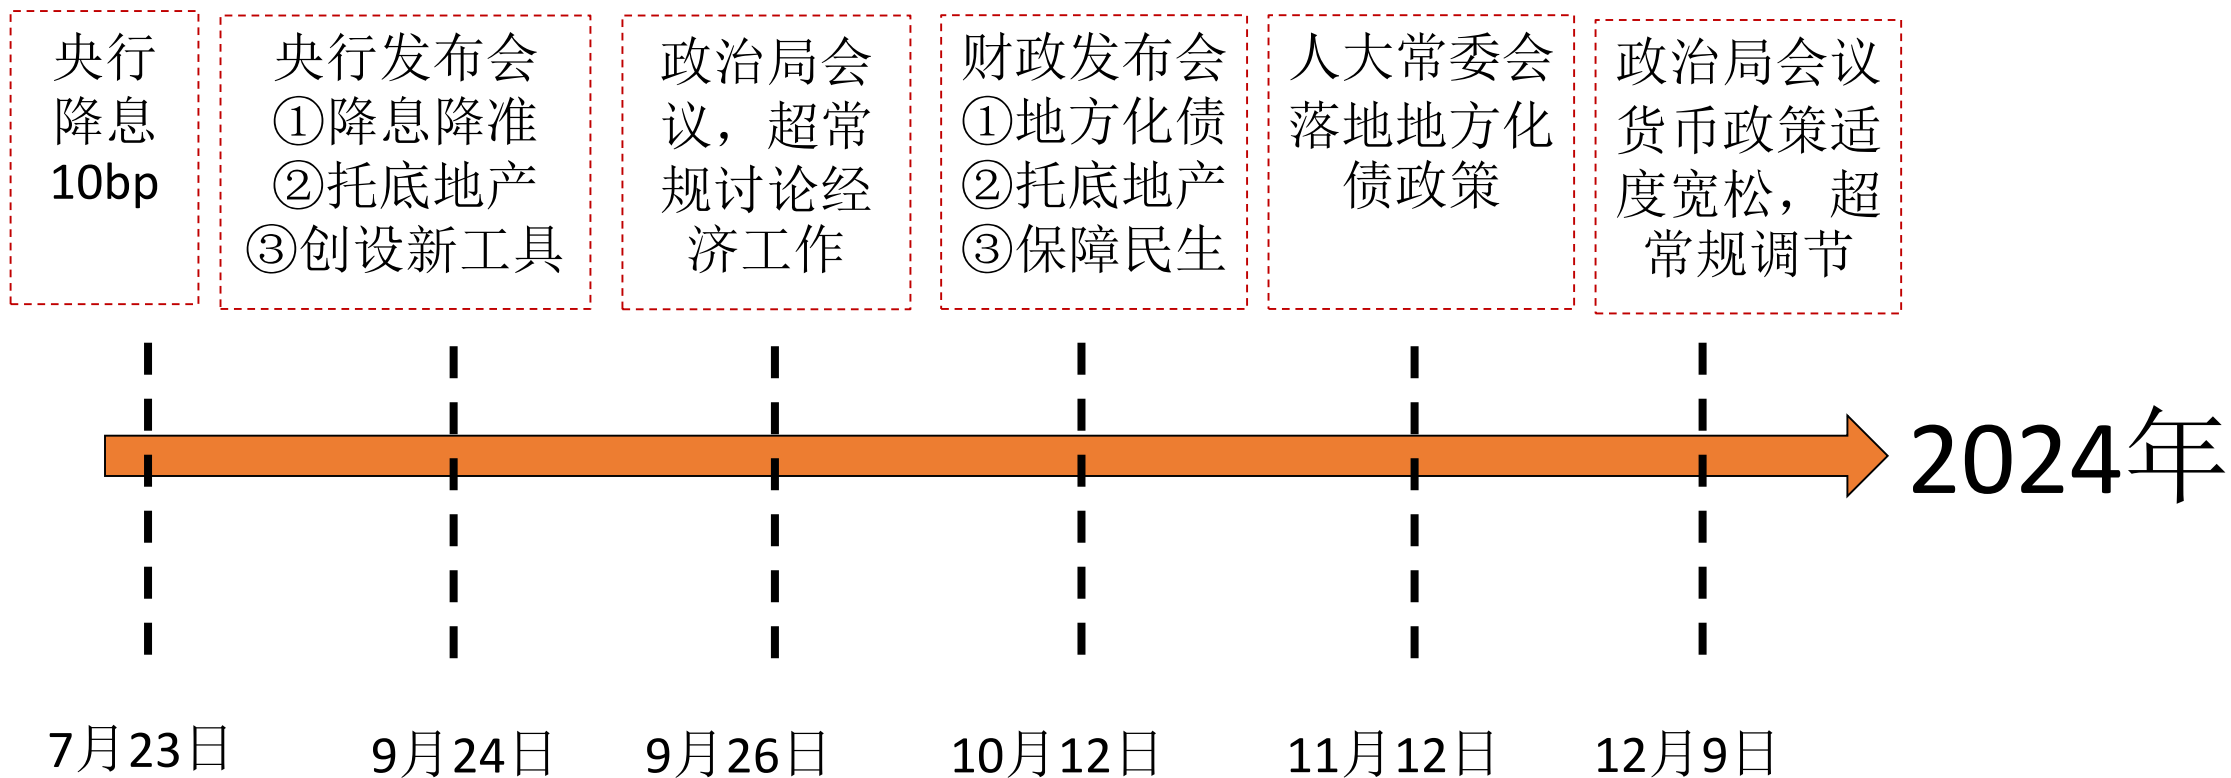 央行
降息
10bp
央行发布会
①降息降准
②托底地产
③创设新工具
政治局会
议，超常
规讨论经
济工作
财政发布会
①地方化债
②托底地产
③保障民生
人大常委会
落地地方化
债政策
政治局会议
货币政策适
度宽松，超
常规调节
2024年
7月23日
9月24日
9月26日
10月12日
11月12日
12月9日